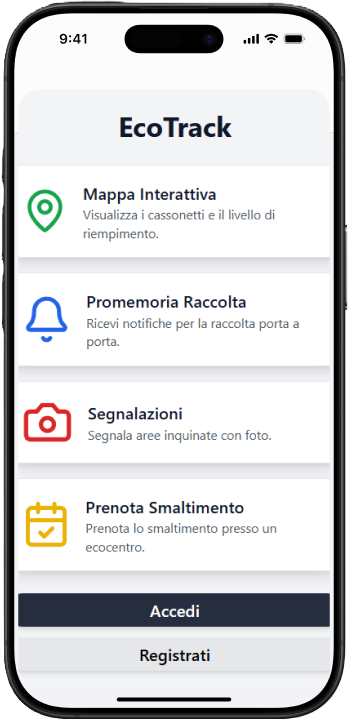 9:41
EcoTrack
Mappa Interattiva
Visualizza i cassonetti e il livello di
riempimento.
Promemoria Raccolta
Ricevi notifiche per la raccolta porta a
porta.
Segnalazioni
Segnala aree inquinate con foto.
Prenota Smaltimento
Prenota lo smaltimento presso un
ecocentro.
Accedi
Registrati